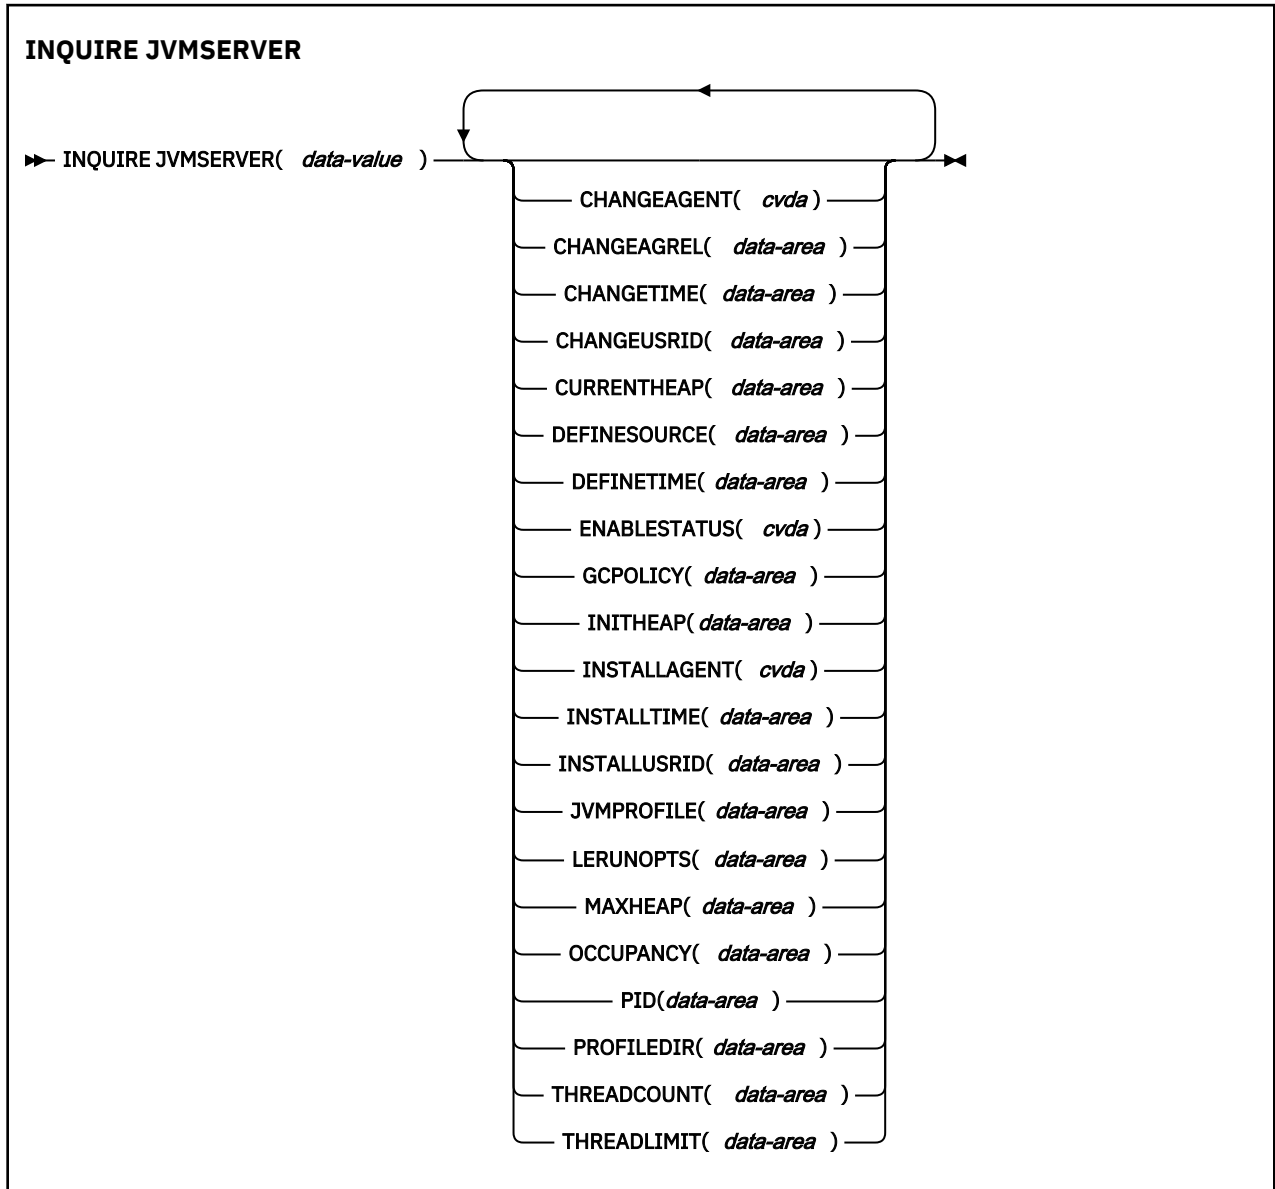 INQUIRE JVMSERVER
INQUIRE JVMSERVER( data-value )
CHANGEAGENT( cvda )
CHANGEAGREL( data-area )
CHANGETIME( data-area )
CHANGEUSRID( data-area )
CURRENTHEAP( data-area )
DEFINESOURCE( data-area )
DEFINETIME( data-area )
ENABLESTATUS( cvda )
GCPOLICY( data-area )
INITHEAP( data-area )
INSTALLAGENT( cvda )
INSTALLTIME( data-area )
INSTALLUSRID( data-area )
JVMPROFILE( data-area )
LERUNOPTS( data-area )
MAXHEAP( data-area )
OCCUPANCY( data-area )
PID(data-area )
PROFILEDIR( data-area )
THREADCOUNT( data-area )
THREADLIMIT( data-area )